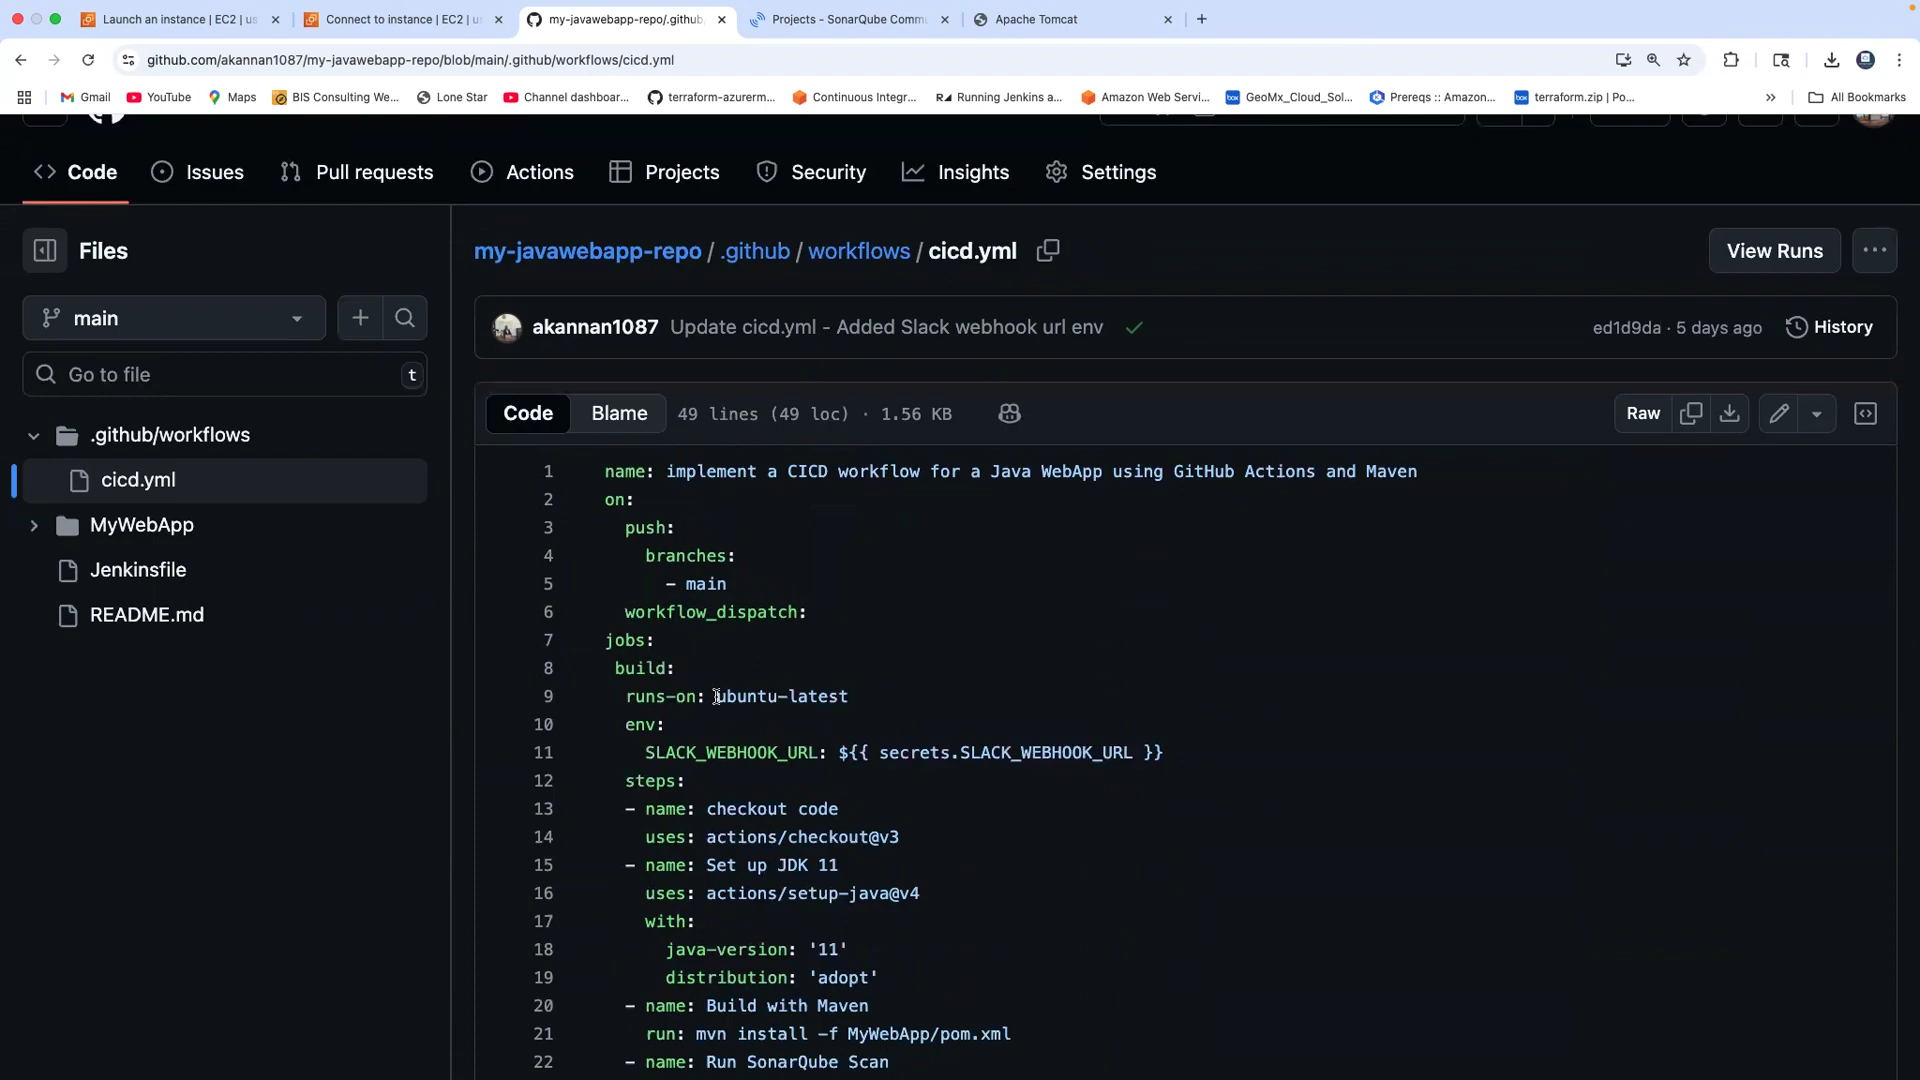 Launch an instance | EC2 | us
Connect to instance | EC2 | us
my-javawebapp-repo/.github/
Projects - SonarQube Commu
Apache Tomcat
github.com/akannan1087/my-javawebapp-repo/blob/main/.github/workflows/cicd.yml
Gmail
YouTube
Maps
BIS Consulting We...
Lone Star
Channel dashboar...
terraform-azurerm...
Continuous Integr...
Running Jenkins a...
Amazon Web Servi...
GeoMx_Cloud_Sol...
Prereqs :: Amazon...
terraform.zip | Po...
All Bookmarks
Code
Issues
Pull requests
Actions
Projects
Security
Insights
Settings
Files
main
Go to file
t
.github/workflows
cicd.yml
MyWebApp
Jenkinsfile
README.md
my-javawebapp-repo / .github / workflows / cicd.yml
View Runs
akannan1087 Update cicd.yml - Added Slack webhook url env
ed1d9da · 5 days ago
History
Code
Blame
49 lines (49 loc) · 1.56 KB
Raw
1 name: implement a CICD workflow for a Java WebApp using GitHub Actions and Maven
2 on:
3 push:
4 branches:
5 - main
6 workflow_dispatch:
7 jobs:
8 build:
9 runs-on: ubuntu-latest
10 env:
11 SLACK_WEBHOOK_URL: ${{ secrets.SLACK_WEBHOOK_URL }}
12 steps:
13 - name: checkout code
14 uses: actions/checkout@v3
15 - name: Set up JDK 11
16 uses: actions/setup-java@v4
17 with:
18 java-version: '11'
19 distribution: 'adopt'
20 - name: Build with Maven
21 run: mvn install -f MyWebApp/pom.xml
22 - name: Run SonarQube Scan